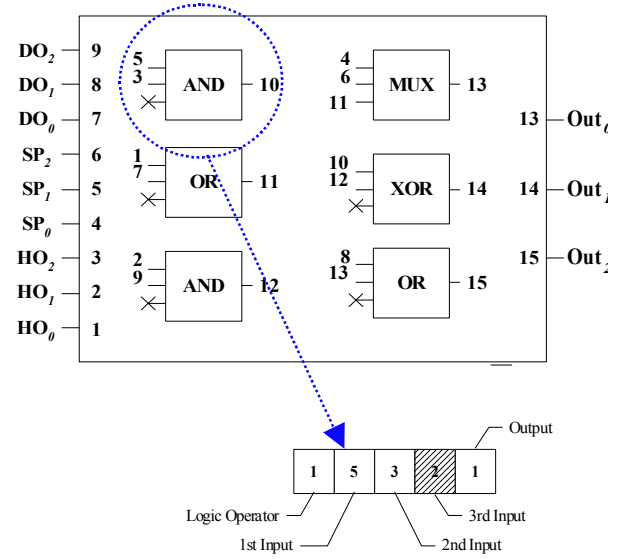 DO2 9
DO1 8
DO0 7
SP2 6
SP1 5
SP0 4
HO2 3
HO1 2
HO0 1
5
3
AND 10
1
7
OR 11
2
9
AND 12
4
6
11
MUX 13
10
12
XOR 14
8
13
OR 15
13 Out0
14 Out1
15 Out2
Output
1 5 3 2 1
Logic Operator
3rd Input
1st Input
2nd Input